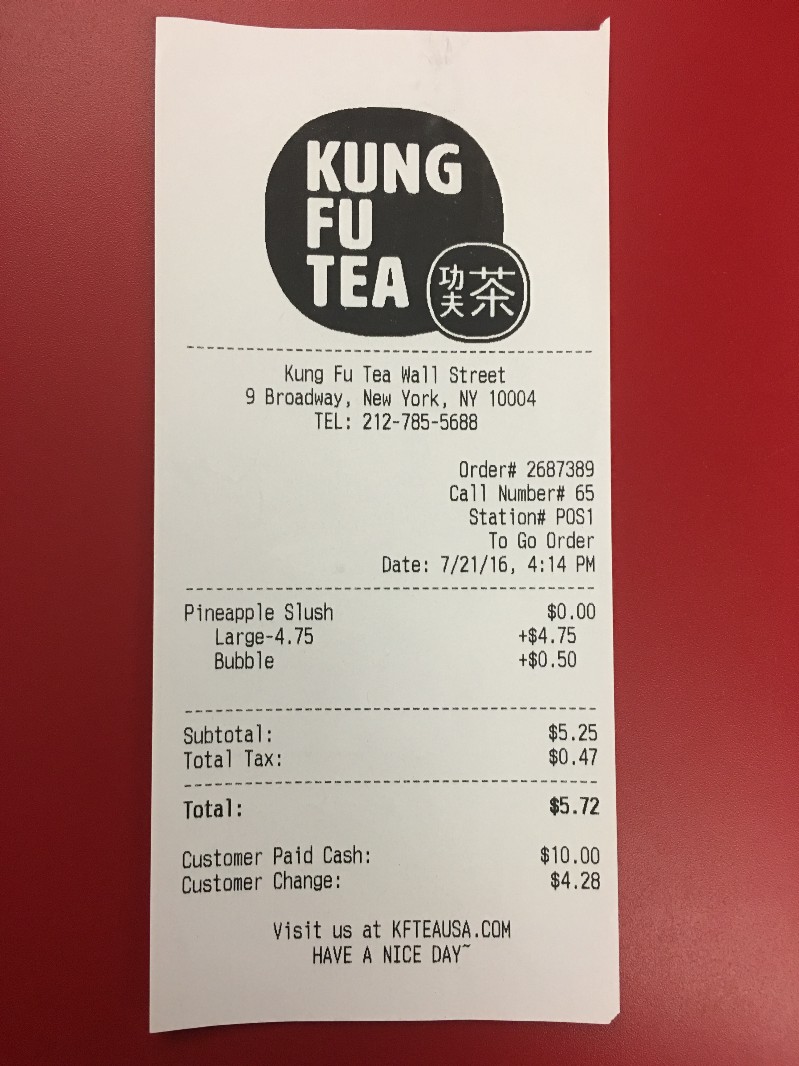 KUNG
FU
TEA
功夫 茶
Kung Fu Tea Wall Street
9 Broadway, New York, NY 10004
TEL: 212-785-5688
Order# 2687389
Call Number# 65
Station# POS1
To Go Order
Date: 7/21/16, 4:14 PM
Pineapple Slush $0.00
Large-4.75 +$4.75
Bubble +$0.50
Subtotal: $5.25
Total Tax: $0.47
Total: $5.72
Customer Paid Cash: $10.00
Customer Change: $4.28
Visit us at KFTEAUSA.COM
HAVE A NICE DAY~